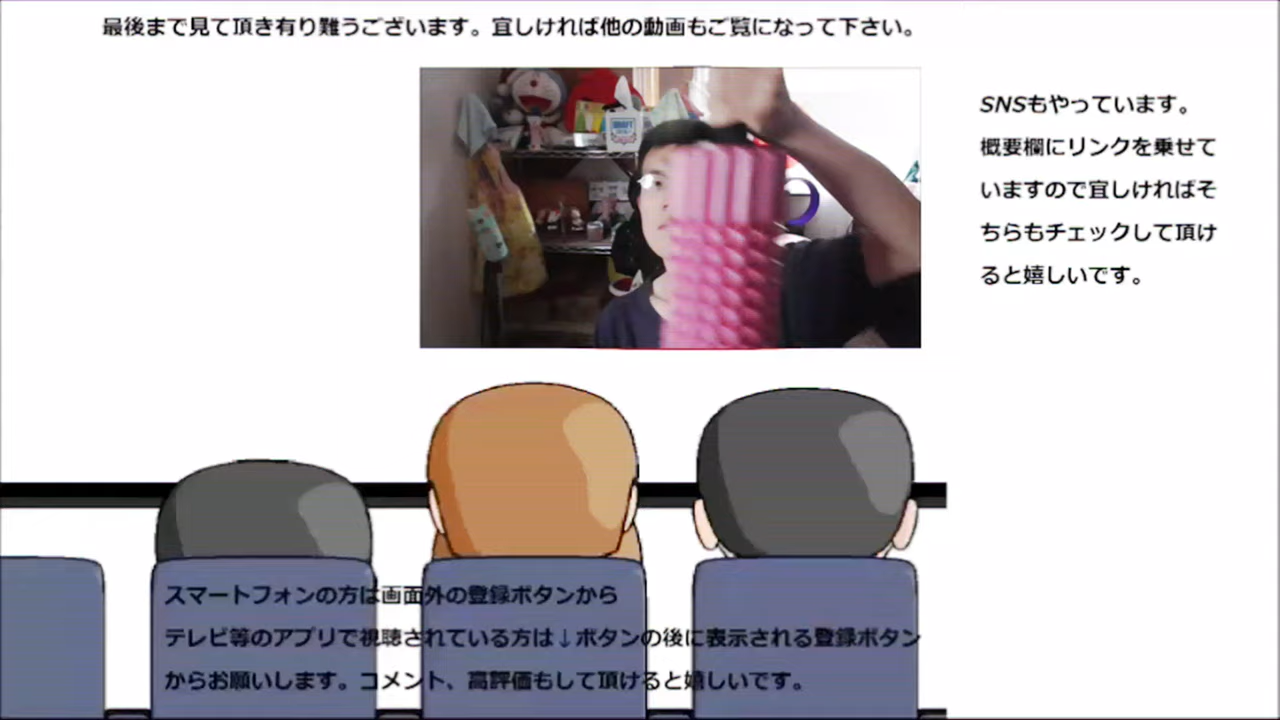 最後まで見て頂き有り難うございます。宜しければ他の動画もご覧になって下さい。
SNSもやっています。
概要欄にリンクを乗せて
いますので宜しければそ
ちらもチェックして頂け
ると嬉しいです。
スマートフォンの方は画面外の登録ボタンから
テレビ等のアプリで視聴されている方は↓ボタンの後に表示される登録ボタン
からお願いします。コメント、高評価もして頂けると嬉しいです。